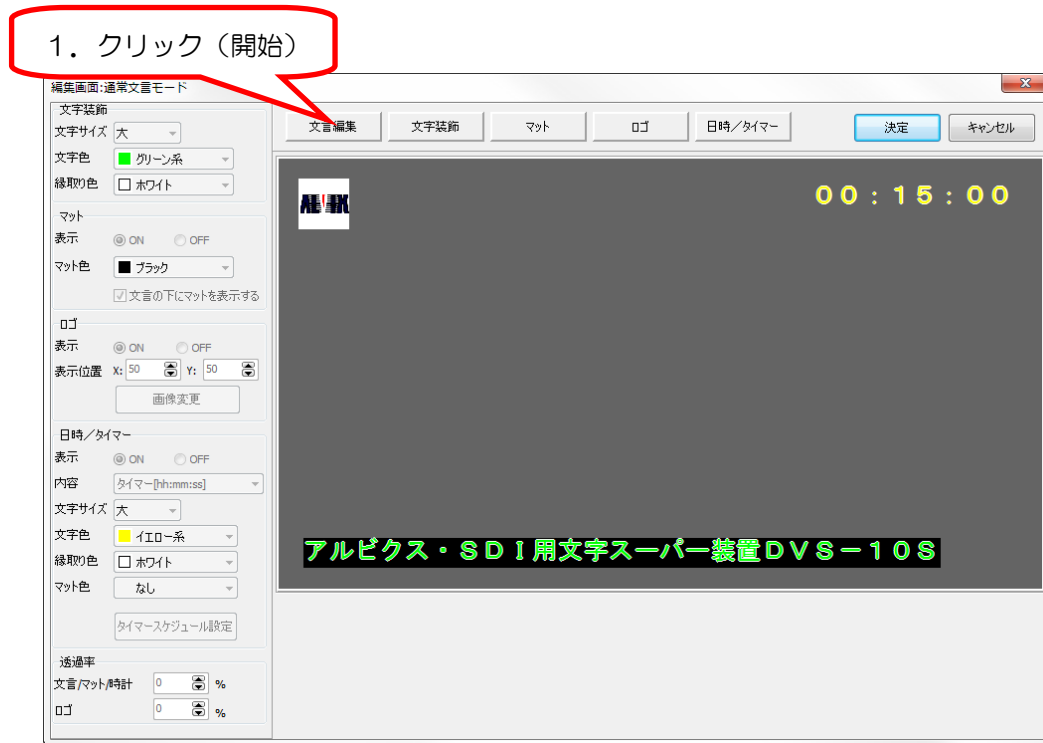 1．クリック（開始）
編集画面:通常文言モード
文言編集 文字装飾 マット ロゴ 日時／タイマー 決定 キャンセル
文字装飾
文字サイズ 大
文字色 グリーン系
縁取り色 ホワイト
マット
表示 ON OFF
マット色 ブラック
文言の下にマットを表示する
ロゴ
表示 ON OFF
表示位置 X: 50 Y: 50
画像変更
日時／タイマー
表示 ON OFF
内容 タイマー[hh:mm:ss]
文字サイズ 大
文字色 イエロー系
縁取り色 ホワイト
マット色 なし
タイマースケジュール設定
透過率
文言/マット/時計 0 %
ロゴ 0 %
00：15：00
アルビクス・ＳＤＩ用文字スーパー装置ＤＶＳ－１０Ｓ